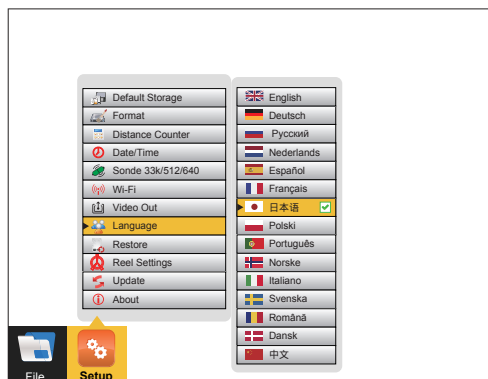 Default Storage
Format
Distance Counter
Date/Time
Sonde 33k/512/640
Wi-Fi
Video Out
Language
Restore
Reel Settings
Update
About
English
Deutsch
Русский
Nederlands
Español
Français
日本语
Polski
Português
Norske
Italiano
Svenska
Română
Dansk
中文
File
Setup